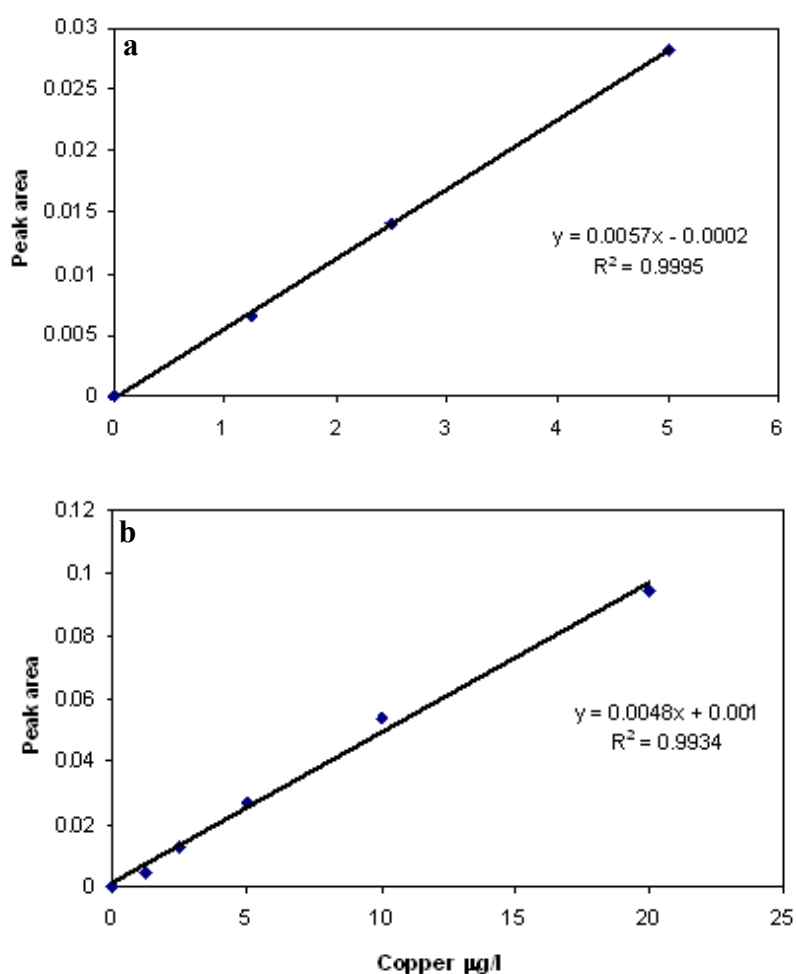 a
0.03
0.025
0.02
0.015
0.01
0.005
0
Peak area
y = 0.0057x - 0.0002
R² = 0.9995
0 1 2 3 4 5 6
b
0.12
0.1
0.08
0.06
0.04
0.02
0
Peak area
y = 0.0048x + 0.001
R² = 0.9934
0 5 10 15 20 25
Copper µg/l